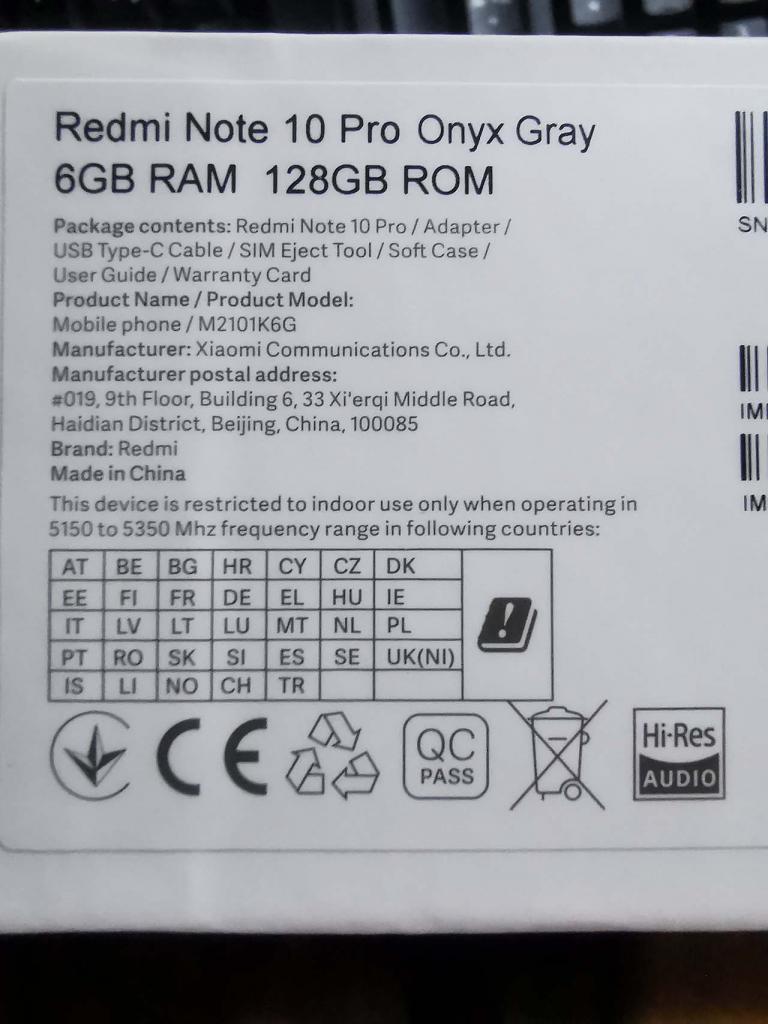 Redmi Note 10 Pro Onyx Gray
6GB RAM 128GB ROM
Package contents: Redmi Note 10 Pro / Adapter /
USB Type-C Cable / SIM Eject Tool / Soft Case /
User Guide / Warranty Card
Product Name / Product Model:
Mobile phone / M2101K6G
Manufacturer: Xiaomi Communications Co., Ltd.
Manufacturer postal address:
#019, 9th Floor, Building 6, 33 Xi'erqi Middle Road,
Haidian District, Beijing, China, 100085
Brand: Redmi
Made in China
This device is restricted to indoor use only when operating in
5150 to 5350 Mhz frequency range in following countries:
AT BE BG HR CY CZ DK
EE FI FR DE EL HU IE
IT LV LT LU MT NL PL
PT RO SK SI ES SE UK(NI)
IS LI NO CH TR
CE
QC
PASS
Hi-Res
AUDIO
SN